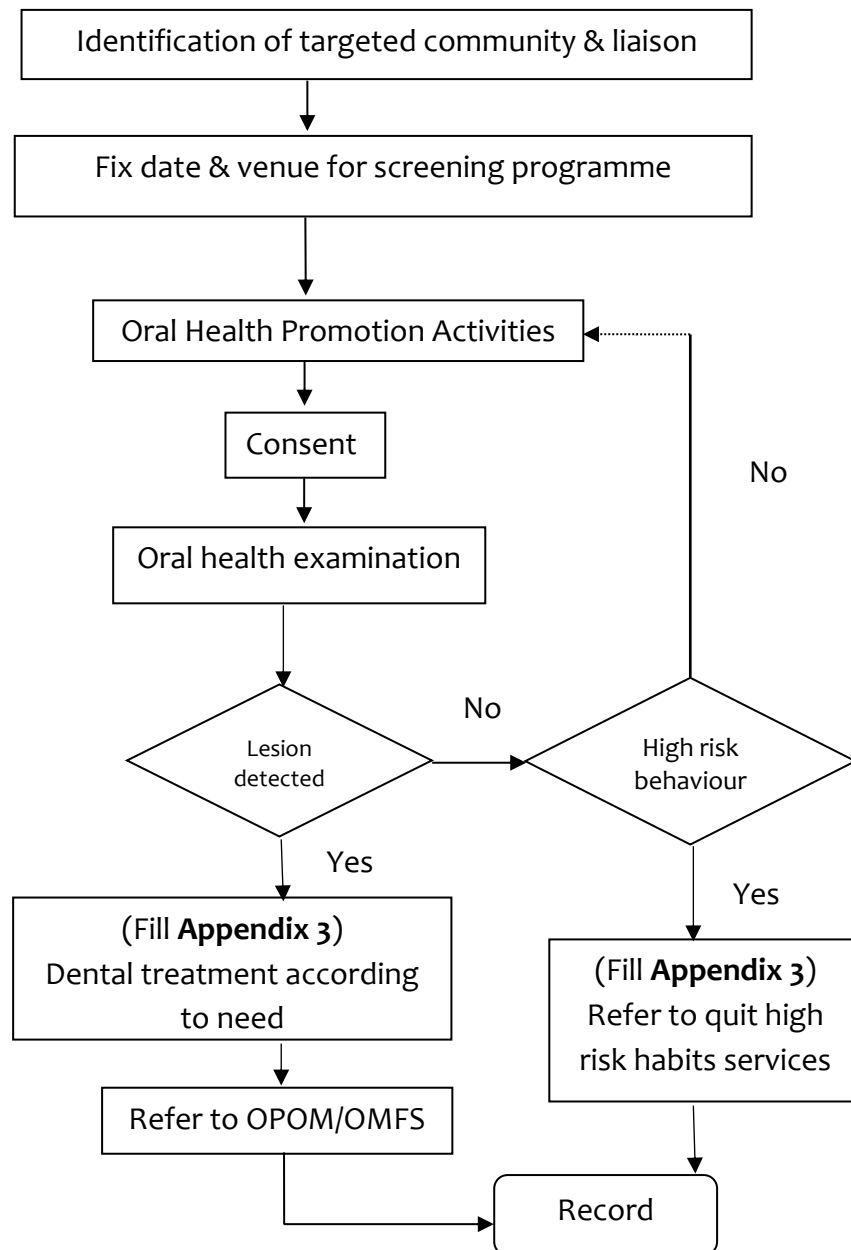 Identification of targeted community & liaison
Fix date & venue for screening programme
Oral Health Promotion Activities
Consent
No
Oral health examination
No
Lesion
detected
High risk
behaviour
Yes
Yes
(Fill Appendix 3)
Dental treatment according
to need
(Fill Appendix 3)
Refer to quit high
risk habits services
Refer to OPOM/OMFS
Record